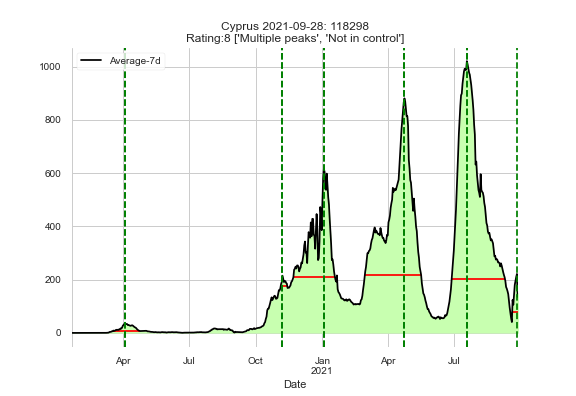 Cyprus 2021-09-28: 118298
Rating:8 ['Multiple peaks', 'Not in control']
Average-7d
1000
800
600
400
200
0
Apr
Jul
Oct
Jan
2021
Apr
Jul
Date